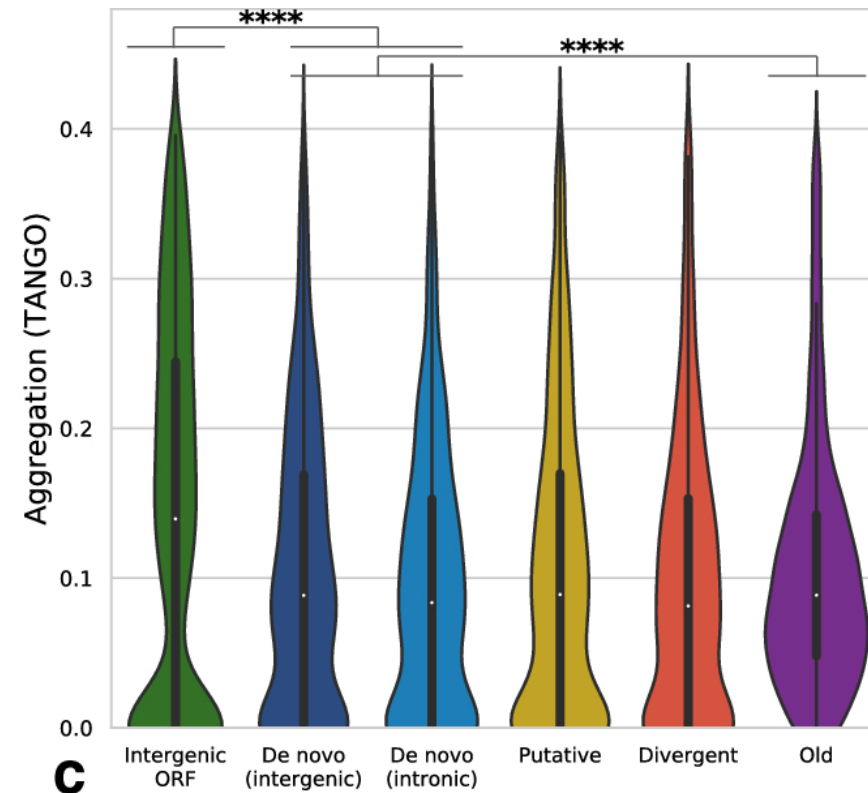 ****
****
0.4
0.3
0.2
0.1
0.0
Aggregation (TANGO)
Intergenic
ORF
De novo
(intergenic)
De novo
(intronic)
Putative
Divergent
Old
C